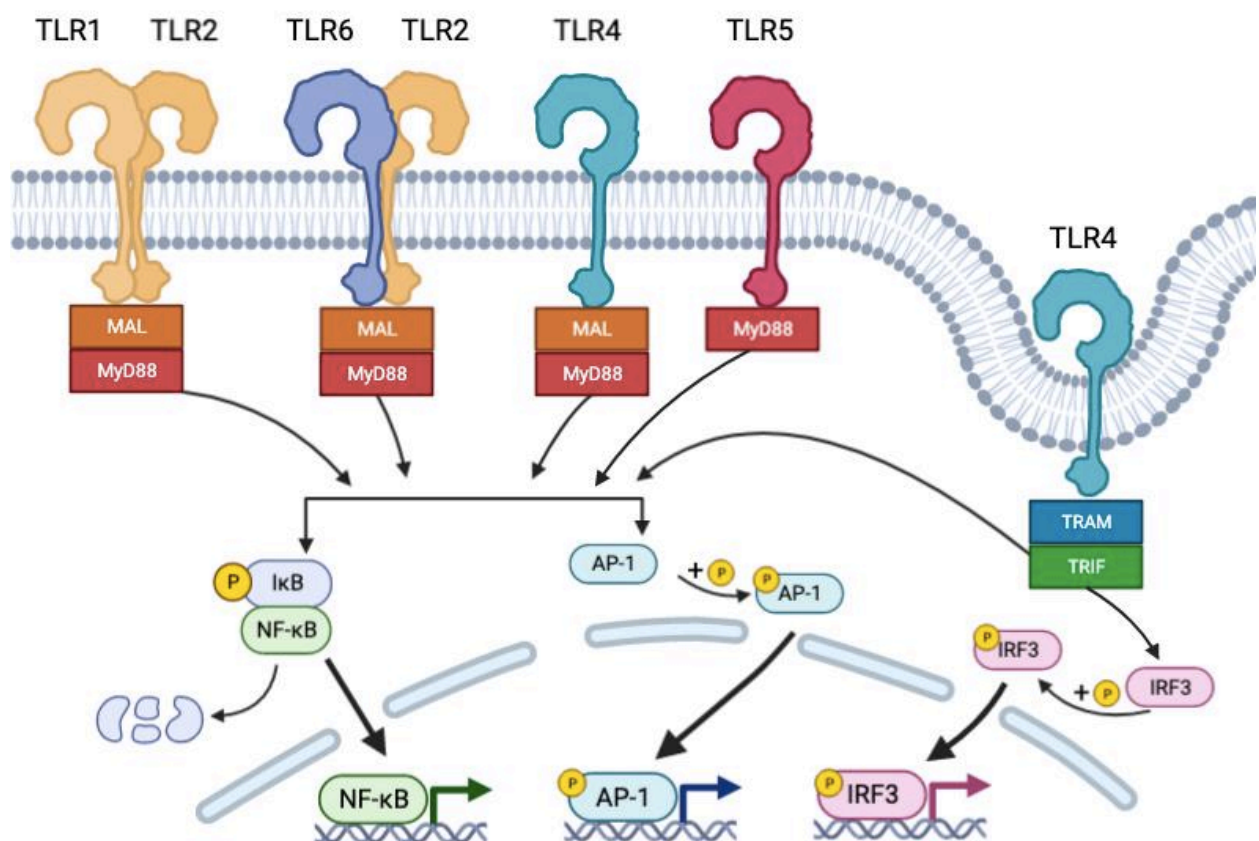 TLR1 TLR2 TLR6 TLR2 TLR4 TLR5
TLR4
MAL MAL MAL MyD88
MyD88 MyD88 MyD88
TRAM
TRIF
AP-1 + P P AP-1
P IκB
NF-κB
P IRF3 + P IRF3
NF-κB P AP-1 P IRF3